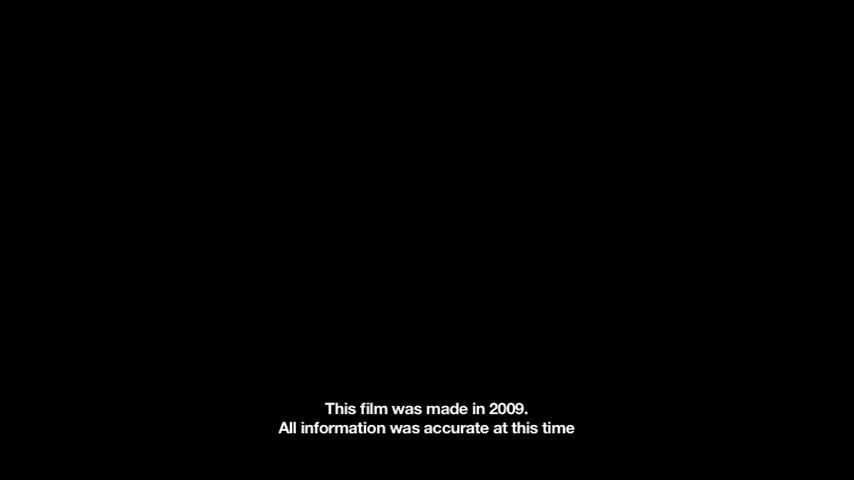 This film was made in 2009.
All information was accurate at this time